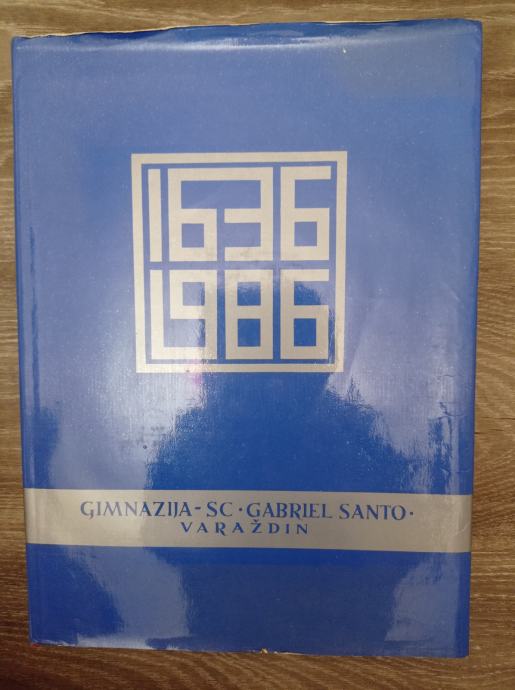 1636
1986
GIMNAZIJA - SC · GABRIEL SANTO ·
VARAŽDIN